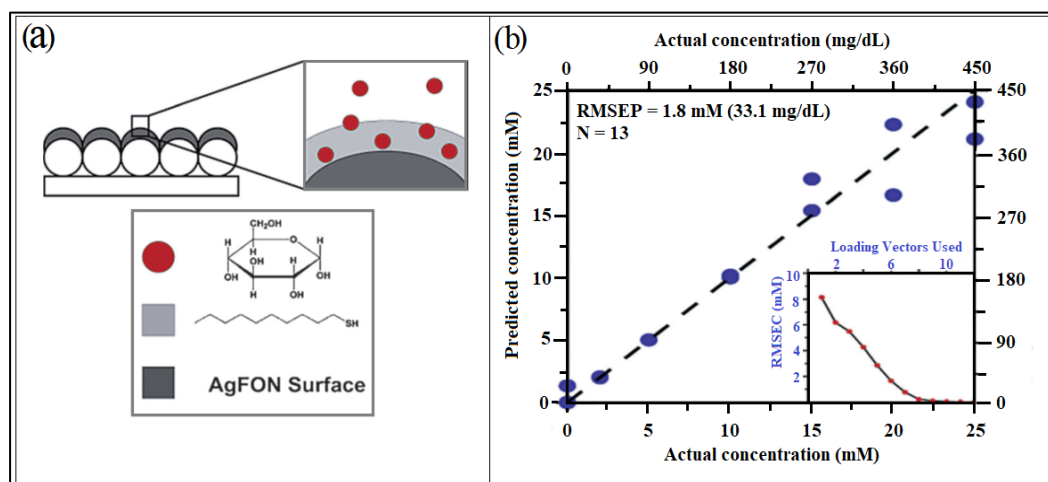 (a)
CH₂OH
H
O
H
H
H
OH
H
OH
OH
H
OH
SH
AgFON Surface
(b)
Actual concentration (mg/dL)
0 90 180 270 360 450
RMSEP = 1.8 mM (33.1 mg/dL)
N = 13
Predicted concentration (mM)
25
20
15
10
5
0
450
360
270
180
90
0
Loading Vectors Used
2 6 10
RMSEC (mM)
10
8
6
4
2
0 5 10 15 20 25
Actual concentration (mM)